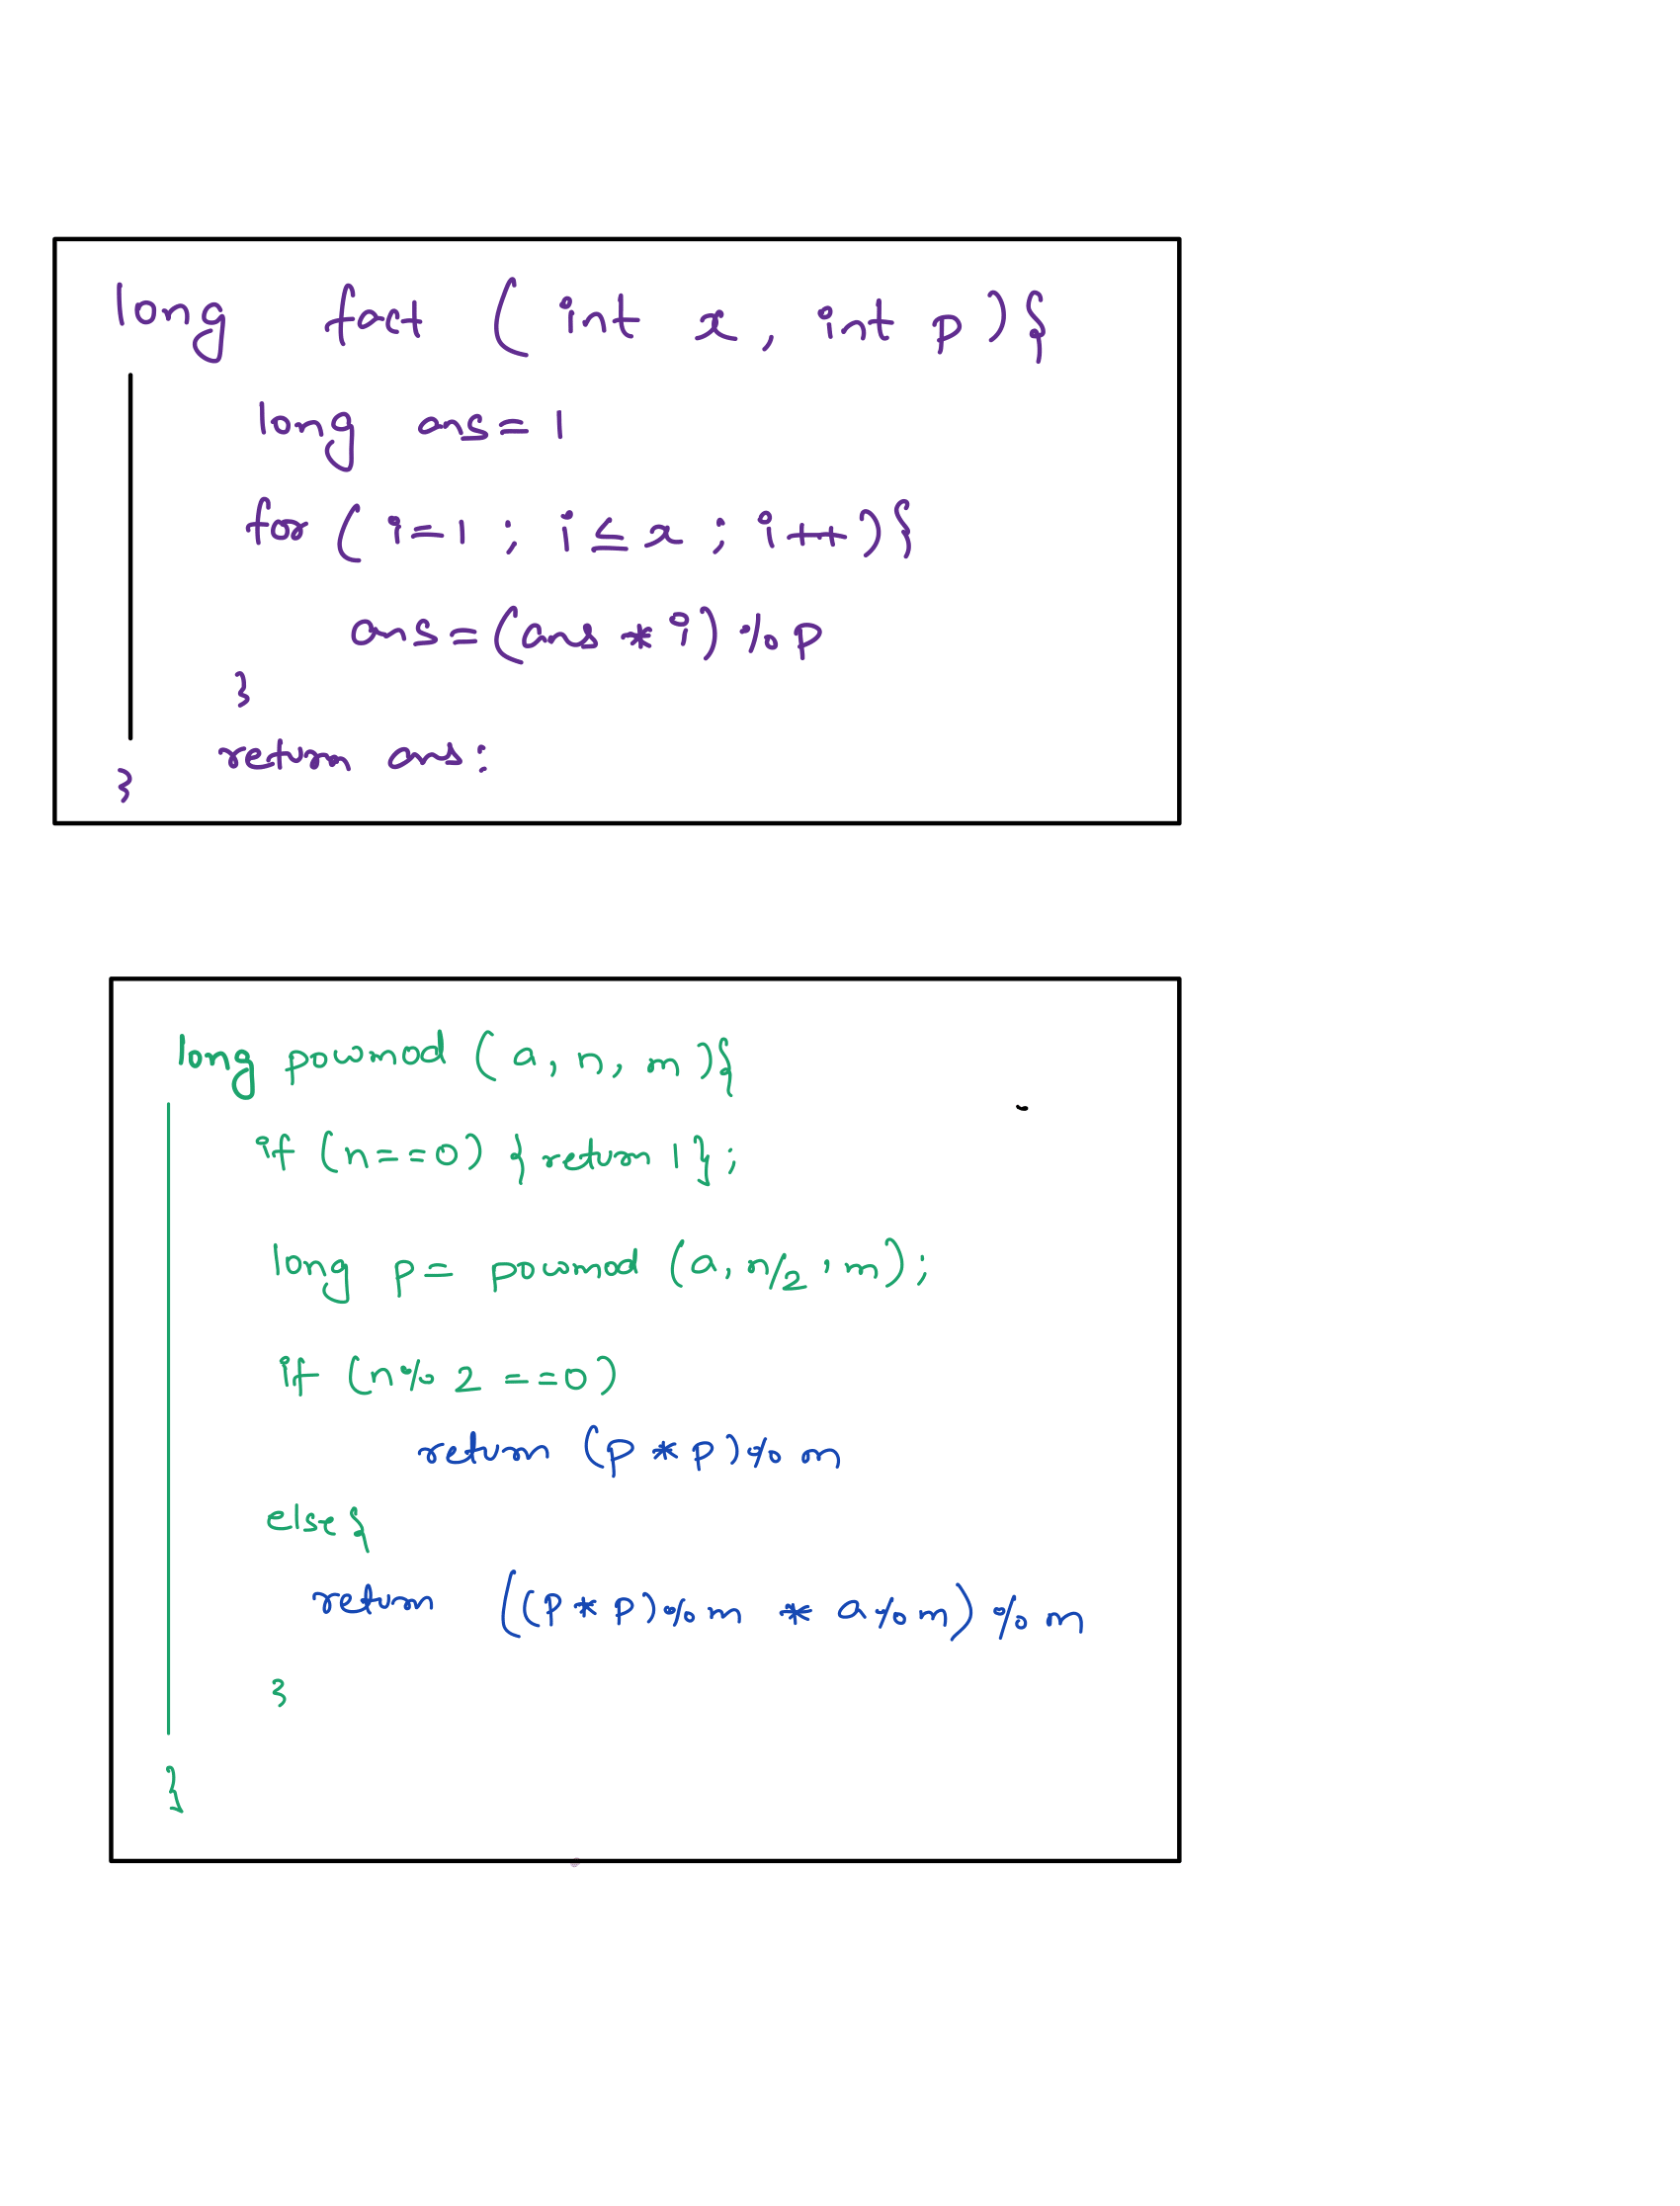 long fact ( int x, int p ){
long ans = 1
for ( i=1 ; i ≤ x ; i++ ){
ans = (ans * i) % p
}
return ans:
}
long powmod ( a, n, m ){
if (n==0) { return 1 } ;
long p = powmod (a, n/2, m);
if (n % 2 ==0)
return (p * p) % m
else {
return ((p * p) % m * a % m) % m
}
}